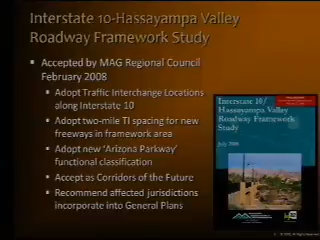 Interstate 10-Hassayampa Valley
Roadway Framework Study
Accepted by MAG Regional Council
February 2008
Adopt Traffic Interchange Locations
along Interstate 10
Adopt two-mile TI spacing for new
freeways in framework area
Adopt new 'Arizona Parkway'
functional classification
Accept as Corridors of the Future
Recommend affected jurisdictions
incorporate into General Plans
Interstate 10/
Hassayampa Valley
Roadway Framework
Study